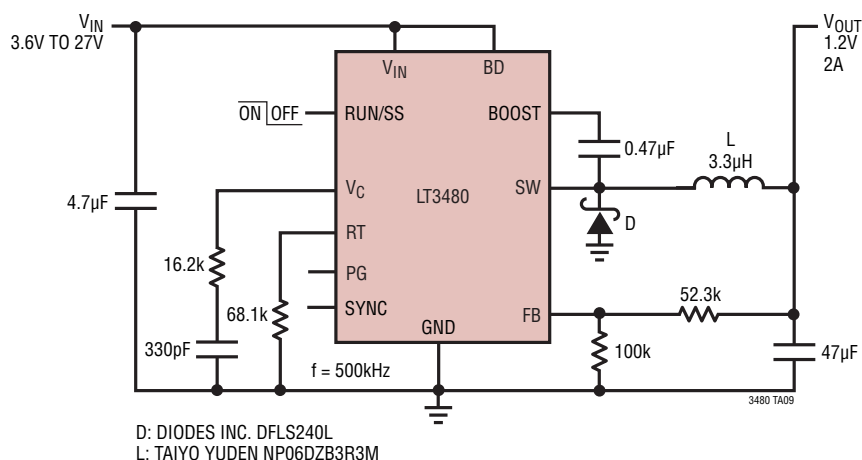 VIN
3.6V TO 27V
VOUT
1.2V
2A
VIN
BD
ON OFF
RUN/SS
BOOST
0.47µF
L
3.3µH
4.7µF
VC
LT3480
SW
D
RT
16.2k
PG
52.3k
68.1k
SYNC
FB
GND
330pF
f = 500kHz
100k
47µF
3480 TA09
D: DIODES INC. DFLS240L
L: TAIYO YUDEN NP06DZB3R3M